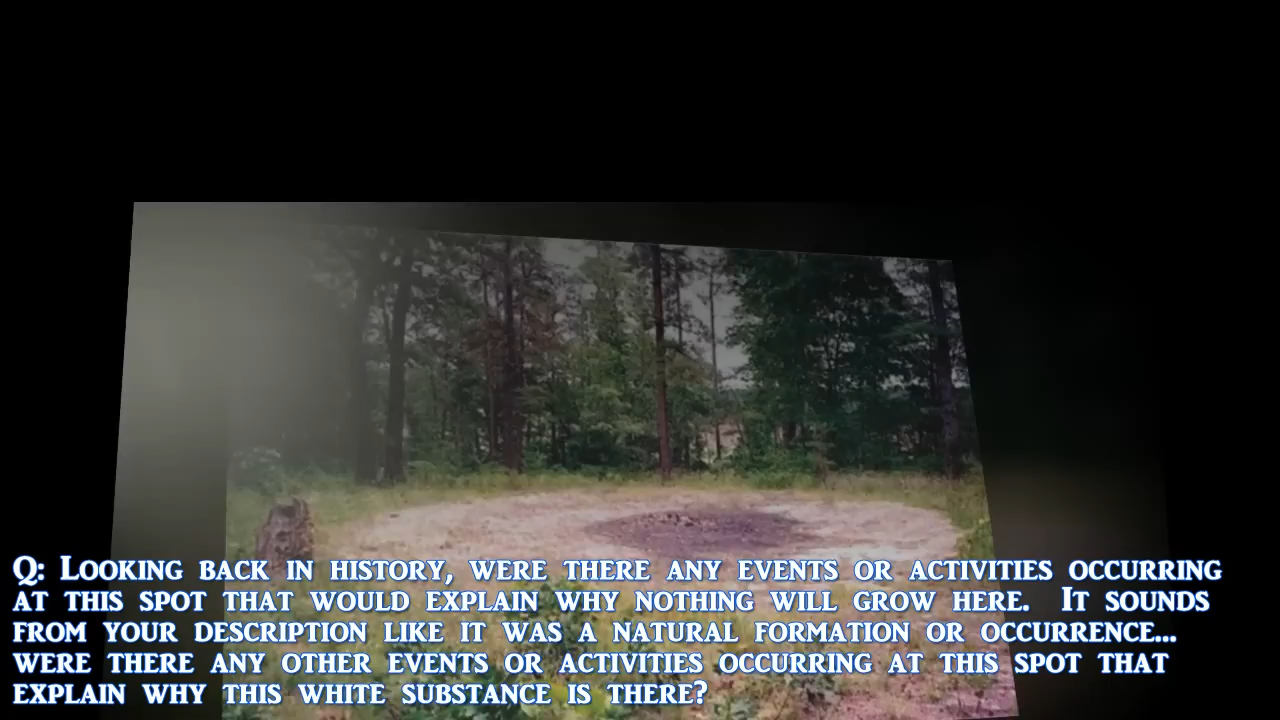 Q: Looking back in history, were there any events or activities occurring
at this spot that would explain why nothing will grow here.  It sounds
from your description like it was a natural formation or occurrence...
were there any other events or activities occurring at this spot that
explain why this white substance is there?